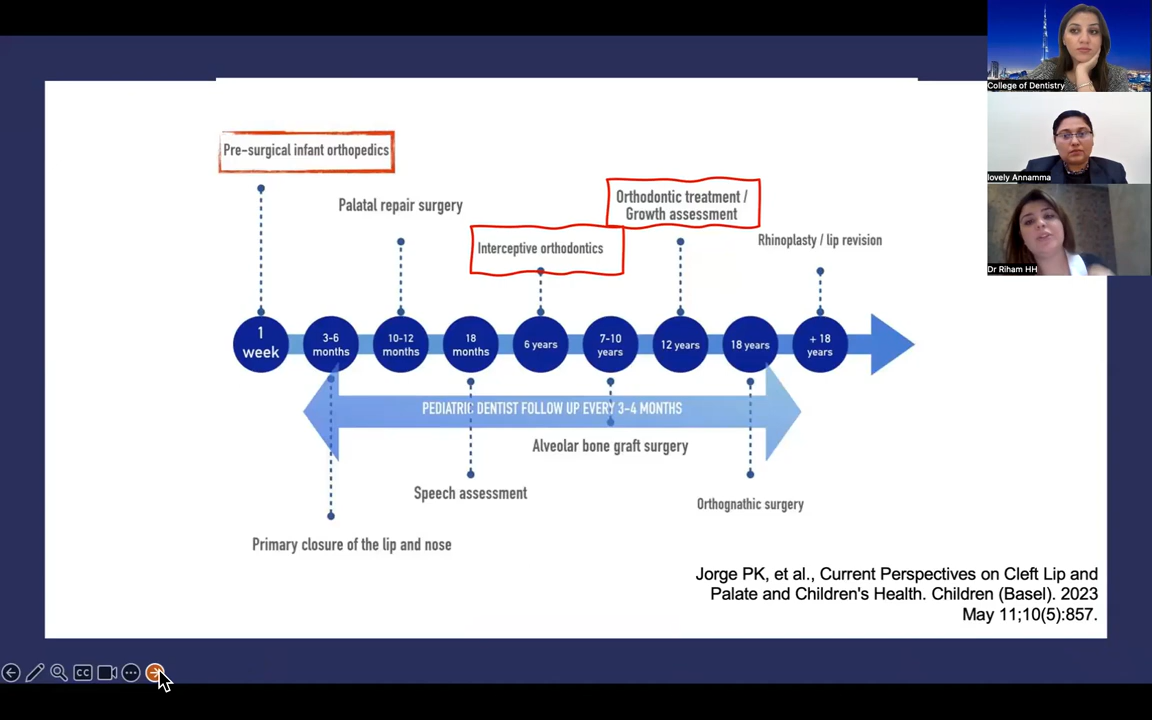 College of Dentistry
lovely Annamma
Dr Riham HH
Pre-surgical infant orthopedics
Palatal repair surgery
Interceptive orthodontics
Orthodontic treatment /
Growth assessment
Rhinoplasty / lip revision
1
week
3-6
months
10-12
months
18
months
6 years
7-10
years
12 years
18 years
+ 18
years
PEDIATRIC DENTIST FOLLOW UP EVERY 3-4 MONTHS
Alveolar bone graft surgery
Speech assessment
Orthognathic surgery
Primary closure of the lip and nose
Jorge PK, et al., Current Perspectives on Cleft Lip and
Palate and Children's Health. Children (Basel). 2023
May 11;10(5):857.
CC